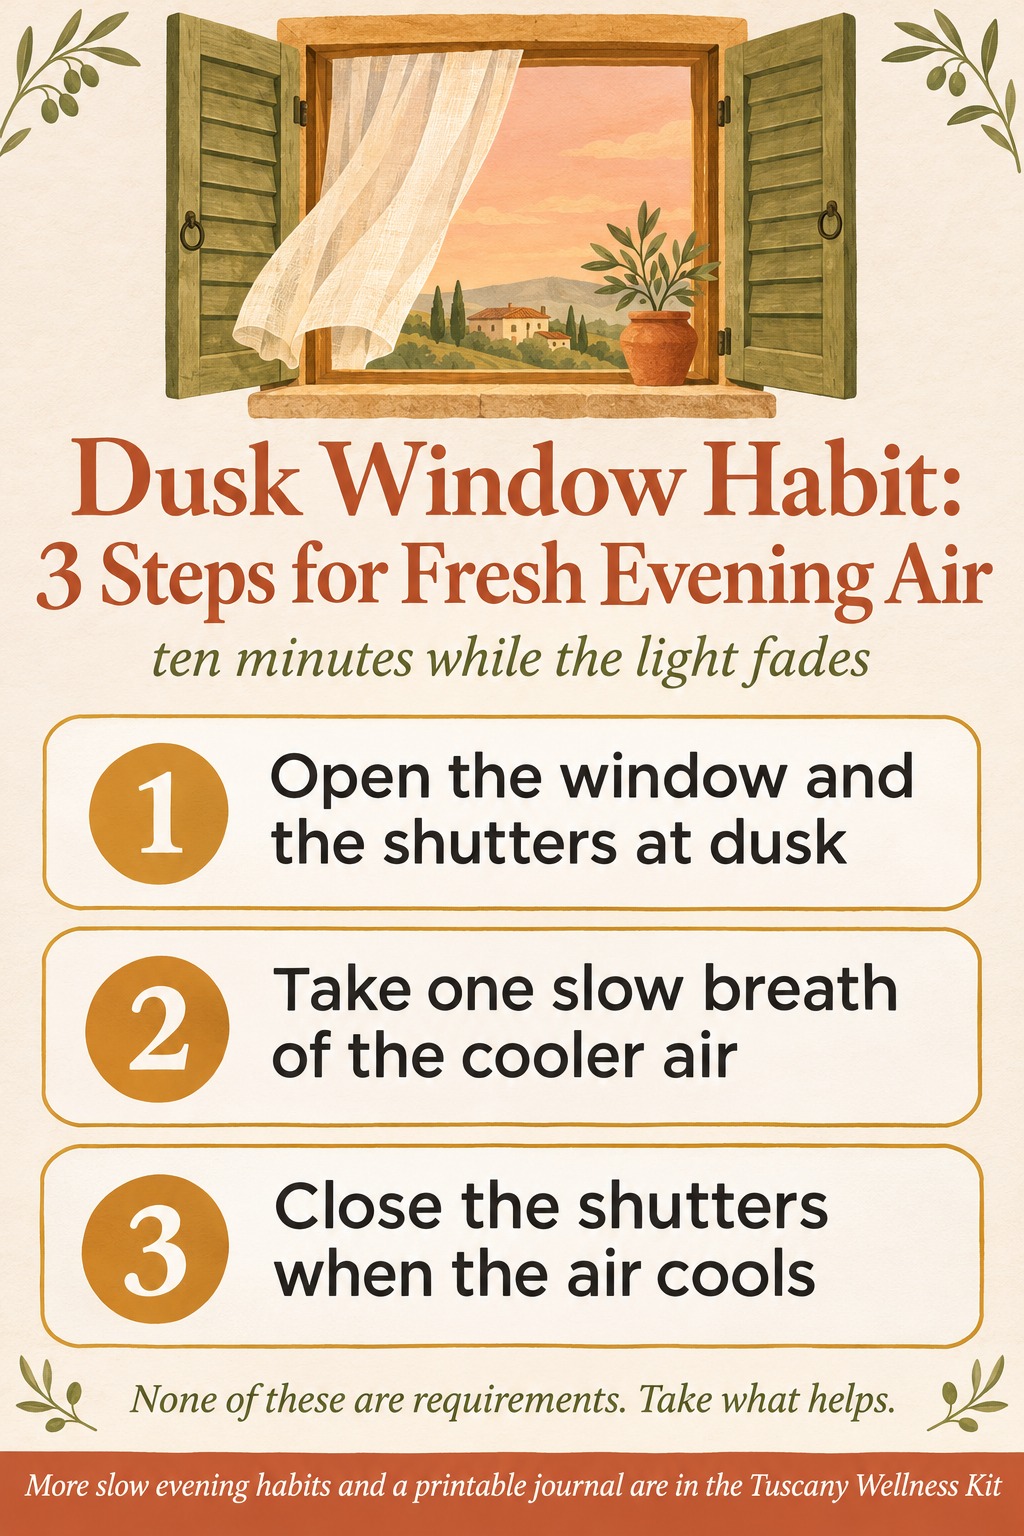 Dusk Window Habit:
3 Steps for Fresh Evening Air
ten minutes while the light fades
1
Open the window and
the shutters at dusk
2
Take one slow breath
of the cooler air
3
Close the shutters
when the air cools
None of these are requirements. Take what helps.
More slow evening habits and a printable journal are in the Tuscany Wellness Kit